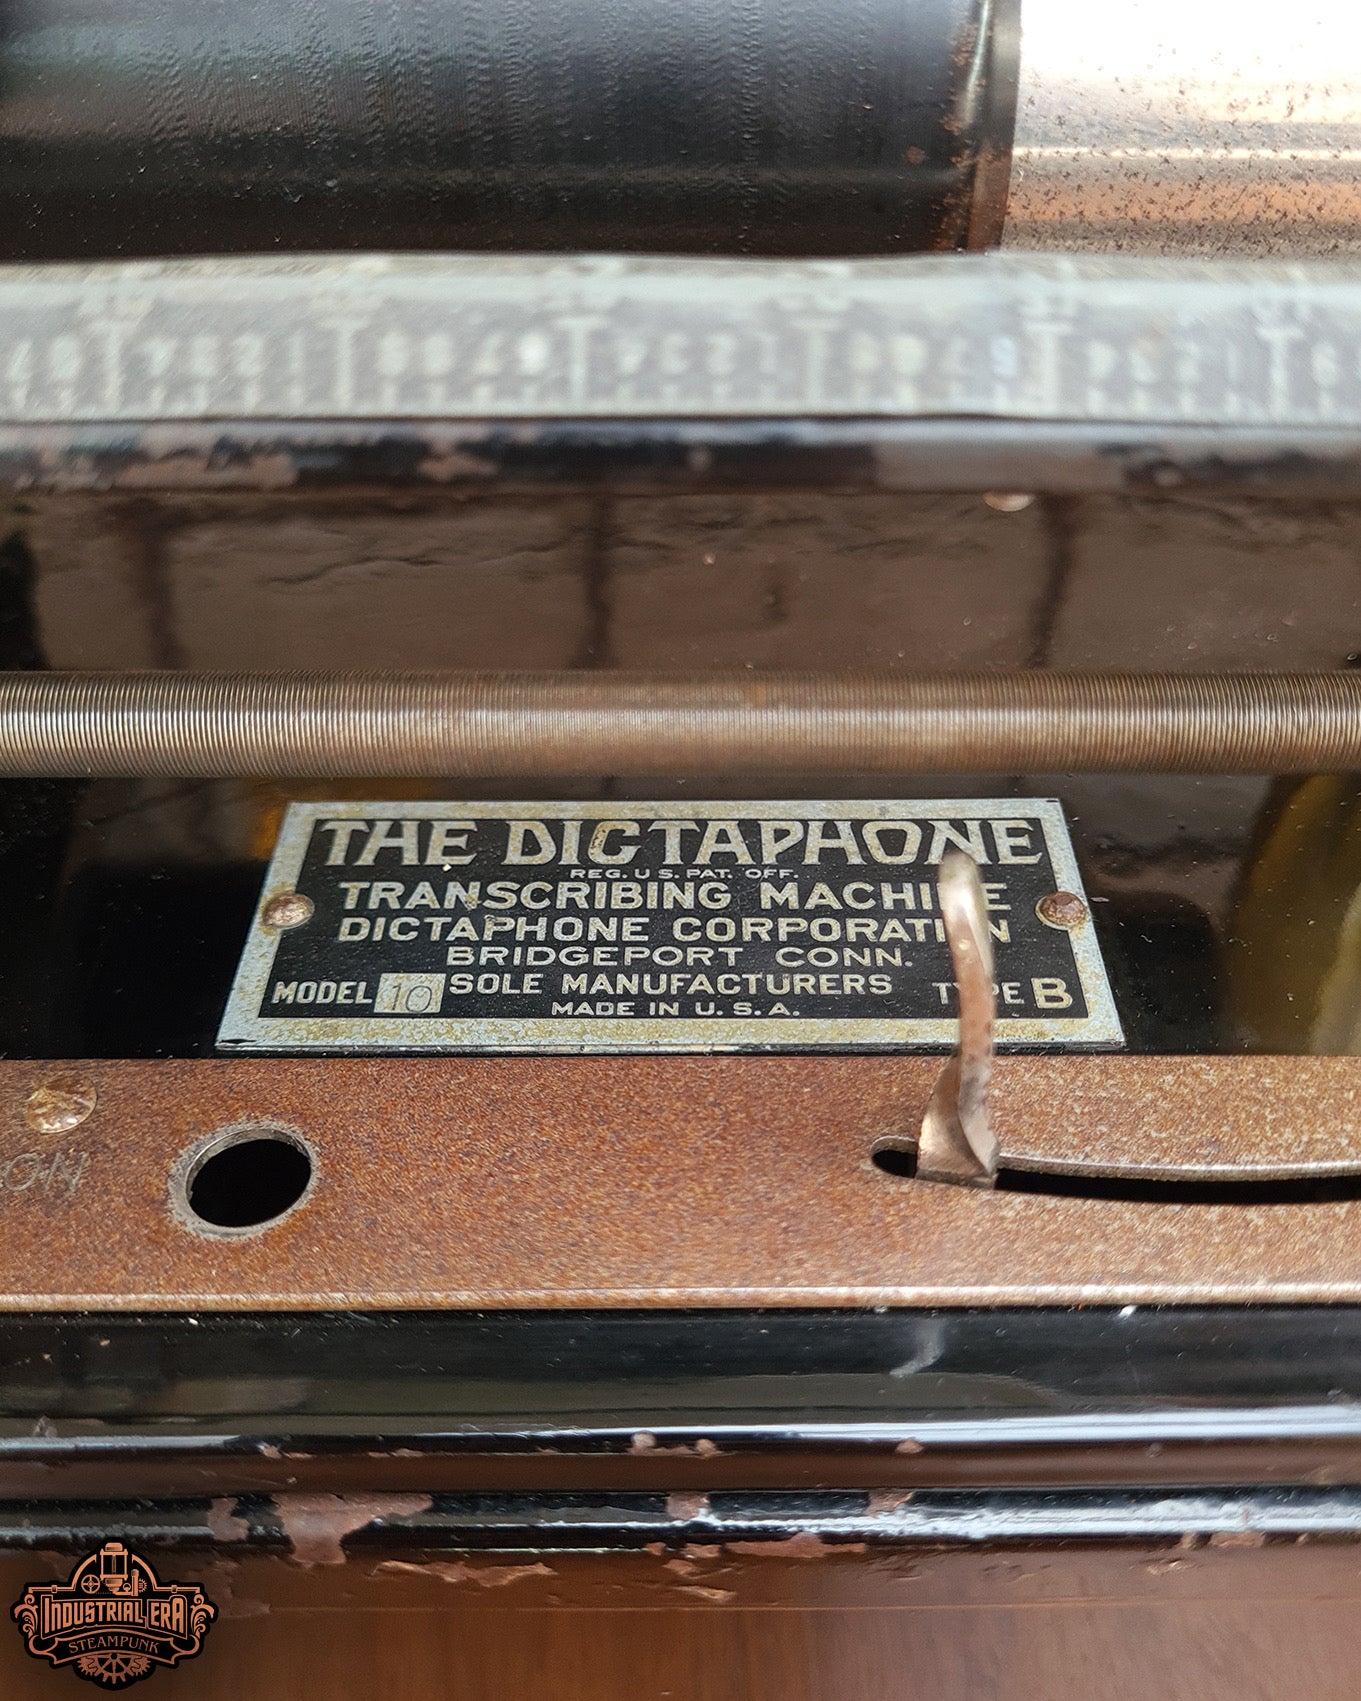 THE DICTAPHONE
REG. U.S. PAT. OFF.
TRANSCRIBING MACHINE
DICTAPHONE CORPORATION
BRIDGEPORT CONN.
MODEL 10 SOLE MANUFACTURERS TYPE B
MADE IN U.S.A.
ON
INDUSTRIAL ERA
STEAMPUNK